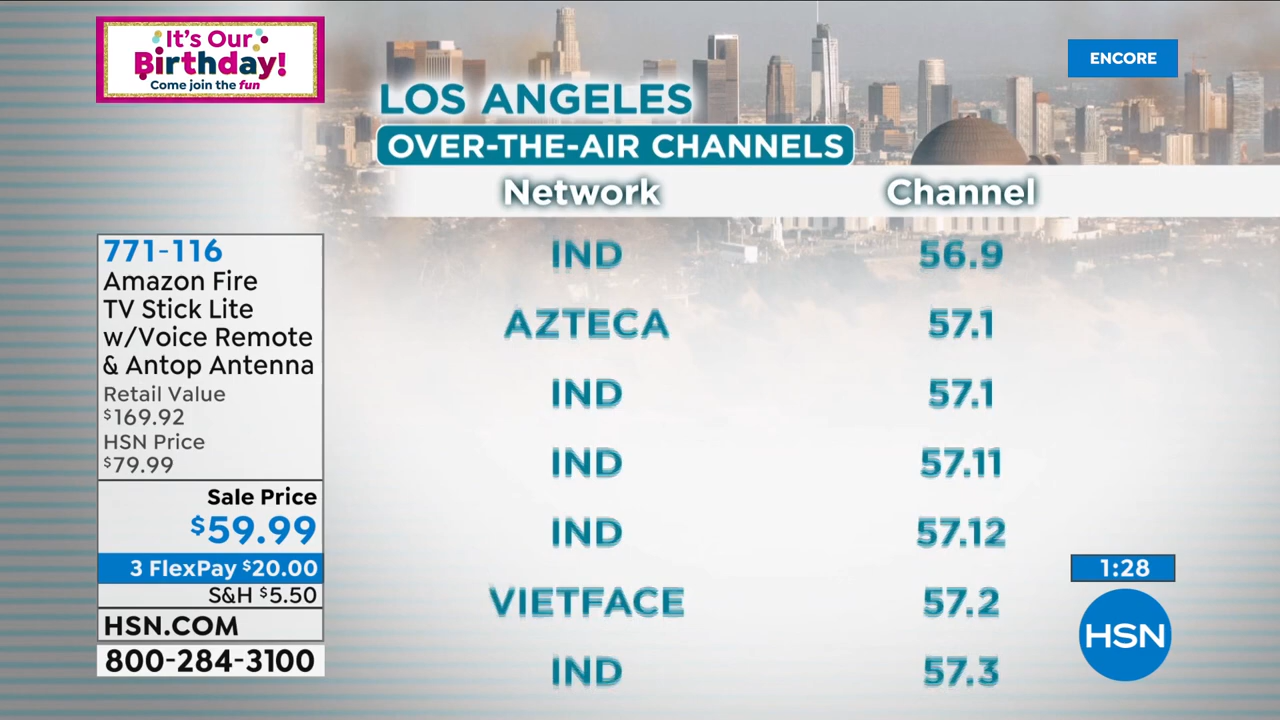 It's Our
Birthday!
Come join the fun
ENCORE
LOS ANGELES
OVER-THE-AIR CHANNELS
Network Channel
IND 56.9
AZTECA 57.1
IND 57.1
IND 57.11
IND 57.12
VIETFACE 57.2
IND 57.3
771-116
Amazon Fire
TV Stick Lite
w/Voice Remote
& Antop Antenna
Retail Value
$169.92
HSN Price
$79.99
Sale Price
$59.99
3 FlexPay $20.00
S&H $5.50
HSN.COM
800-284-3100
1:28
HSN